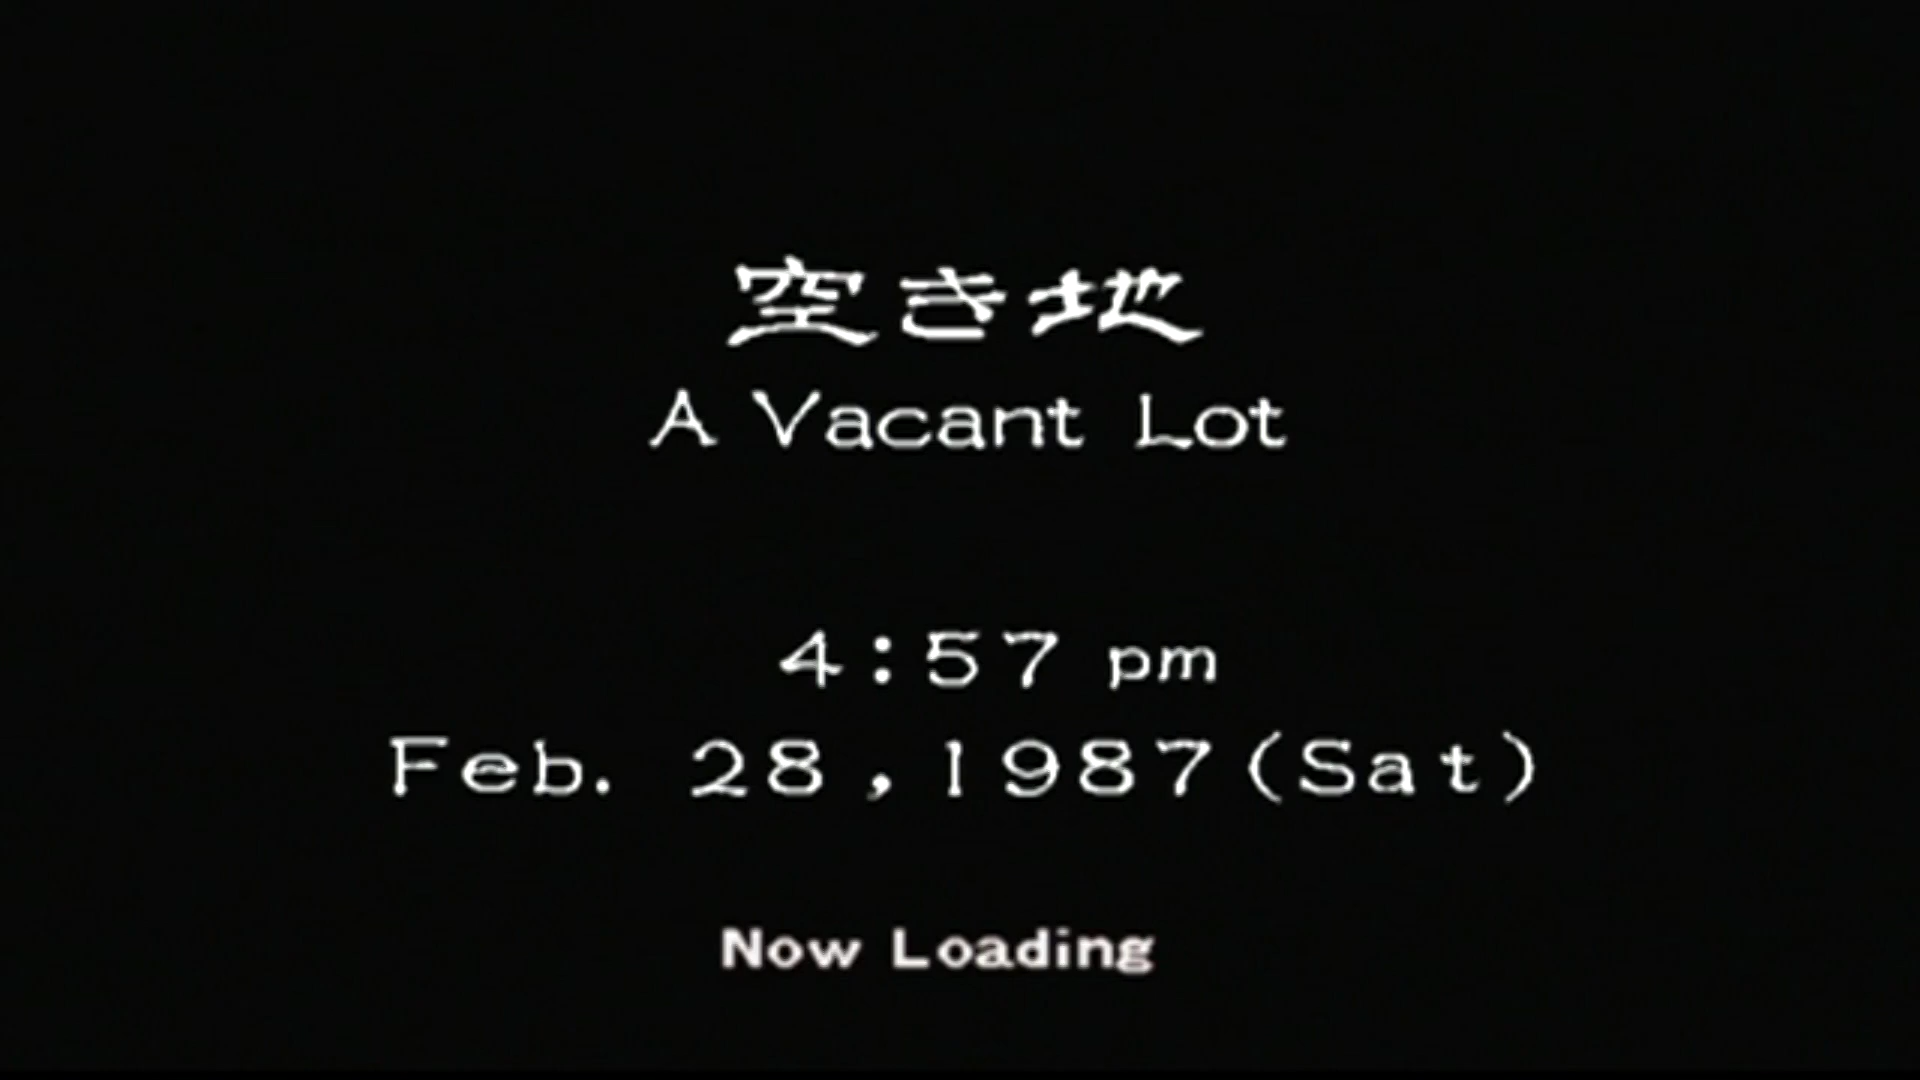 空き地
A Vacant Lot
4:57 pm
Feb. 28,1987(Sat)
Now Loading